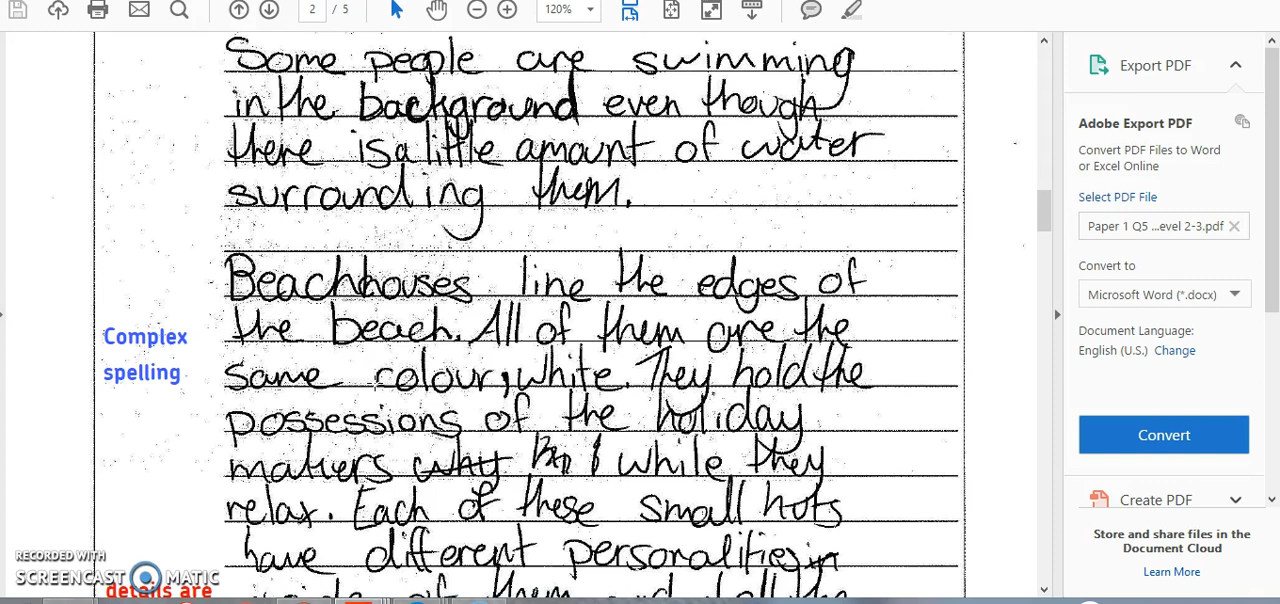 2 / 5
120%
Some people are swimming
in the background even though
there is a little amount of water
surrounding them.
Beachhouses line the edges of
the beach. All of them are the
same colour, white. They hold the
possessions of the holiday
makers why while they
relax. Each of these small huts
have different personalities in
of them and
Complex
spelling
details are
RECORDED WITH
SCREENCAST MATIC
Export PDF
Adobe Export PDF
Convert PDF Files to Word
or Excel Online
Select PDF File
Paper 1 Q5 ...evel 2-3.pdf
Convert to
Microsoft Word (*.docx)
Document Language:
English (U.S.) Change
Convert
Create PDF
Store and share files in the
Document Cloud
Learn More